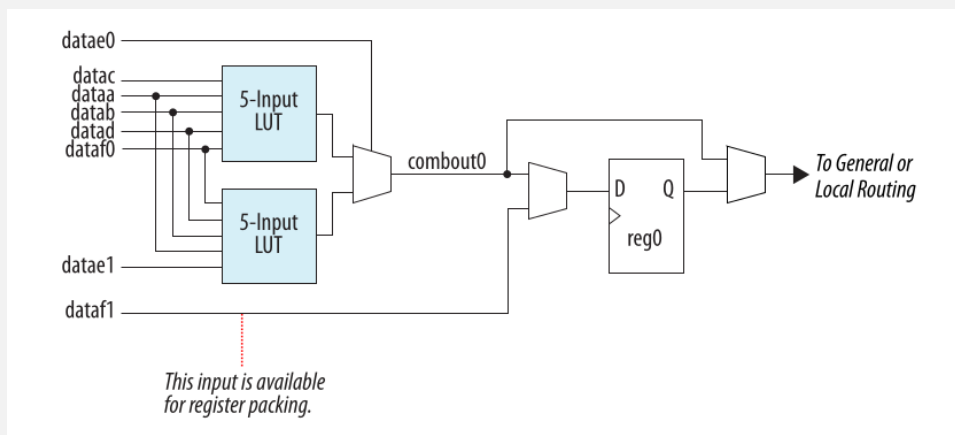 datae0
datac
dataa
datab
datad
dataf0
datae1
dataf1
5-Input
LUT
5-Input
LUT
combout0
D Q
reg0
To General or
Local Routing
This input is available
for register packing.